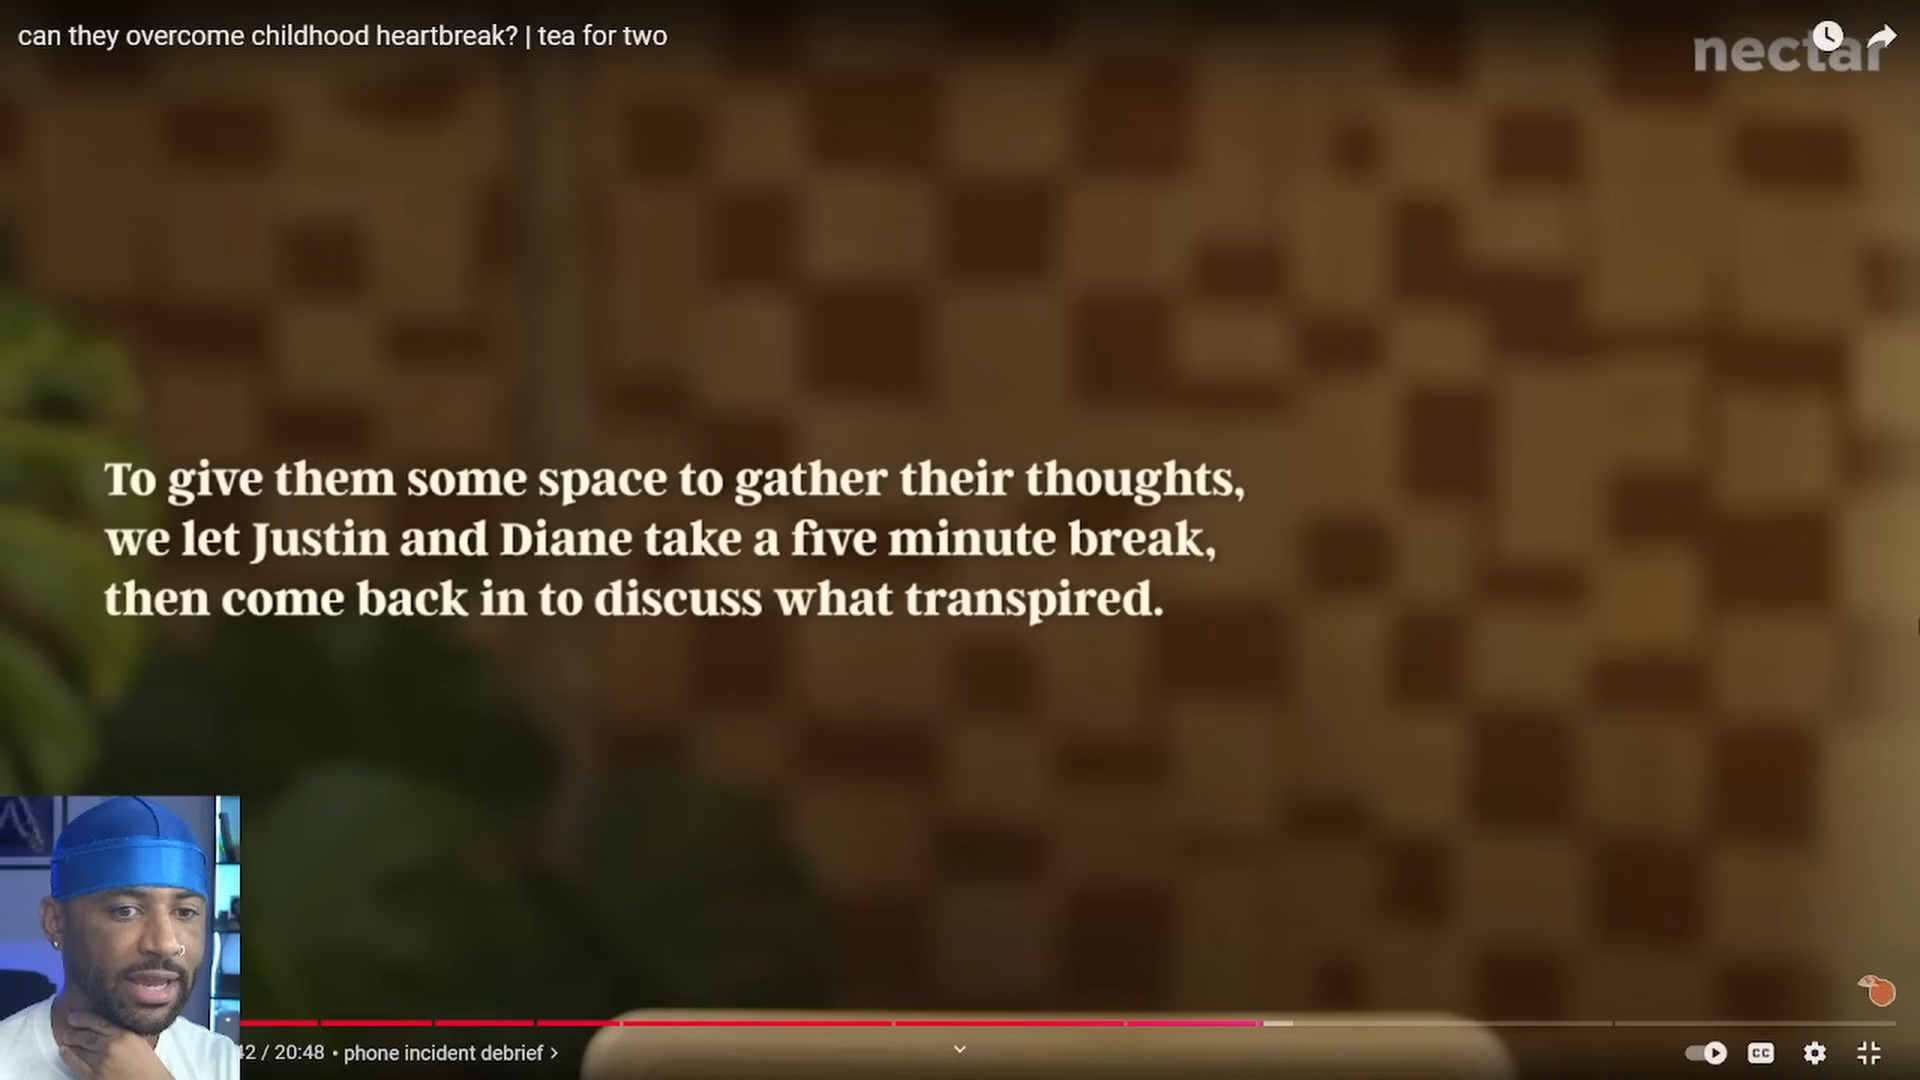 can they overcome childhood heartbreak? | tea for two
nectar
To give them some space to gather their thoughts,
we let Justin and Diane take a five minute break,
then come back in to discuss what transpired.
42 / 20:48 • phone incident debrief >
CC